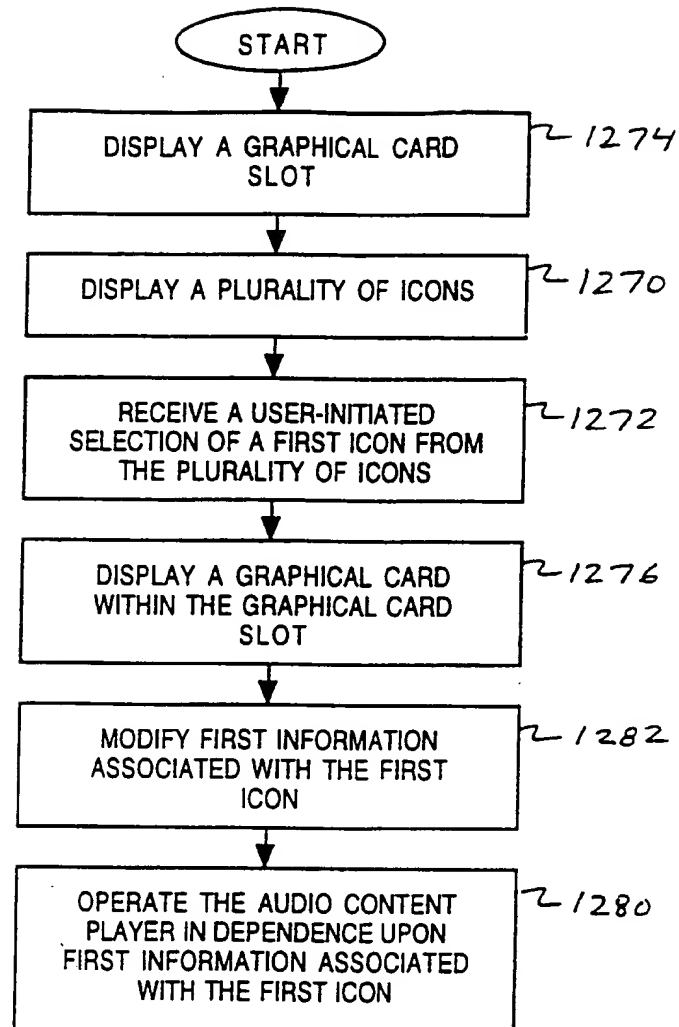 START
DISPLAY A GRAPHICAL CARD
SLOT
1274
DISPLAY A PLURALITY OF ICONS
1270
RECEIVE A USER-INITIATED
SELECTION OF A FIRST ICON FROM
THE PLURALITY OF ICONS
1272
DISPLAY A GRAPHICAL CARD
WITHIN THE GRAPHICAL CARD
SLOT
1276
MODIFY FIRST INFORMATION
ASSOCIATED WITH THE FIRST
ICON
1282
OPERATE THE AUDIO CONTENT
PLAYER IN DEPENDENCE UPON
FIRST INFORMATION ASSOCIATED
WITH THE FIRST ICON
1280